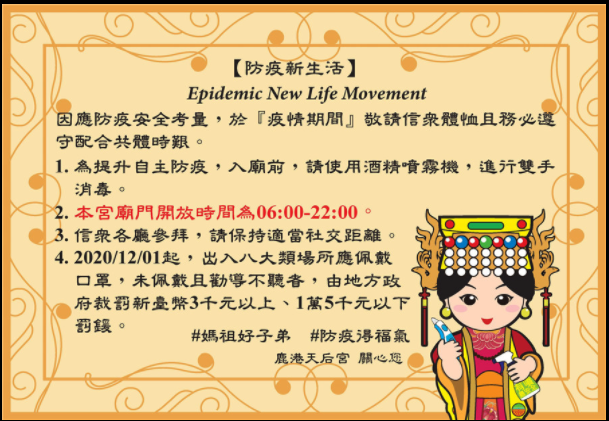 【防疫新生活】
Epidemic New Life Movement
因應防疫安全考量，於『疫情期間』敬請信眾體恤且務必遵
守配合共體時艱。
1. 為提升自主防疫，入廟前，請使用酒精噴霧機，進行雙手
消毒。
2. 本宮廟門開放時間為06:00-22:00。
3. 信眾各廳參拜，請保持適當社交距離。
4. 2020/12/01起，出入八大類場所應佩戴
口罩，未佩戴且勸導不聽者，由地方政
府裁罰新臺幣3千元以上、1萬5千元以下
罰鍰。
#媽祖好子弟 #防疫得福氣
鹿港天后宮 關心您